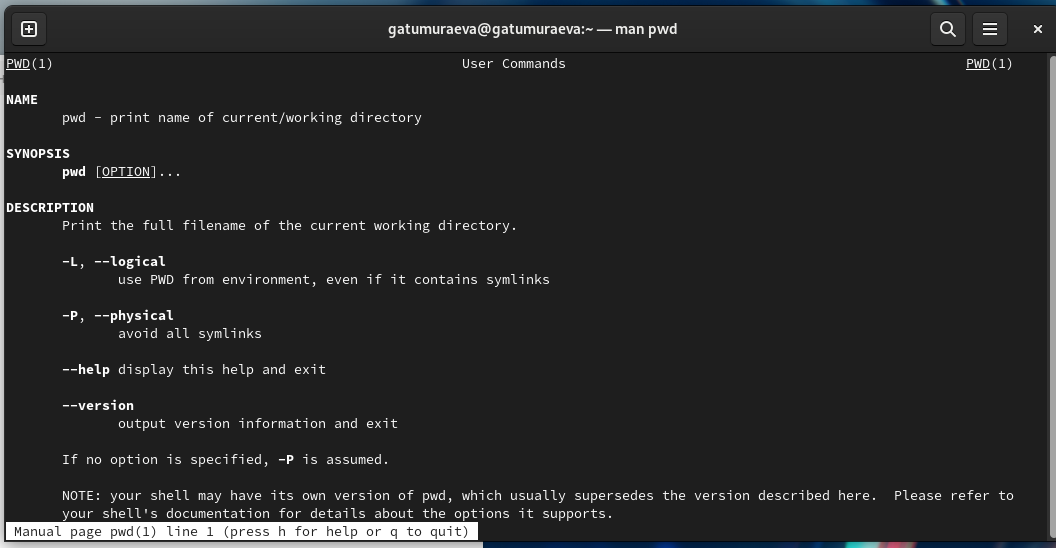 gatumuraeva@gatumuraeva:~ — man pwd
PWD(1) User Commands PWD(1)
NAME
pwd - print name of current/working directory
SYNOPSIS
pwd [OPTION]...
DESCRIPTION
Print the full filename of the current working directory.
-L, --logical
use PWD from environment, even if it contains symlinks
-P, --physical
avoid all symlinks
--help display this help and exit
--version
output version information and exit
If no option is specified, -P is assumed.
NOTE: your shell may have its own version of pwd, which usually supersedes the version described here.  Please refer to
your shell's documentation for details about the options it supports.
Manual page pwd(1) line 1 (press h for help or q to quit)